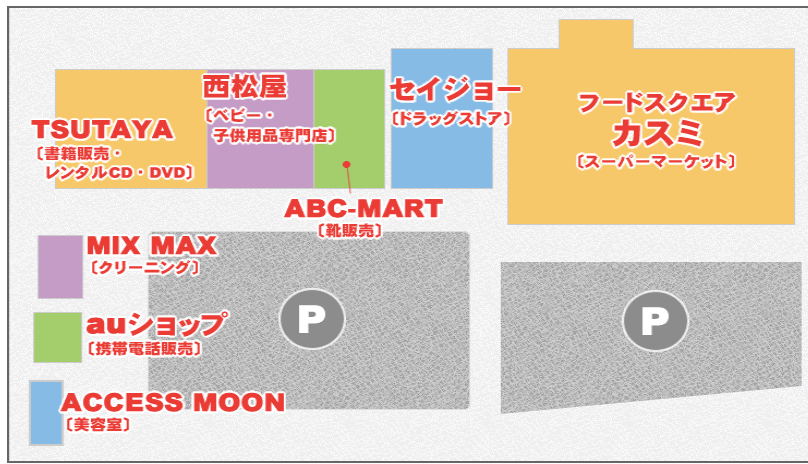 TSUTAYA
〔書籍販売・
レンタルCD・DVD〕
西松屋
〔ベビー・
子供用品専門店〕
ABC-MART
〔靴販売〕
セイジョー
〔ドラッグストア〕
フードスクエア
カスミ
〔スーパーマーケット〕
MIX MAX
〔クリーニング〕
auショップ
〔携帯電話販売〕
ACCESS MOON
〔美容室〕
P
P